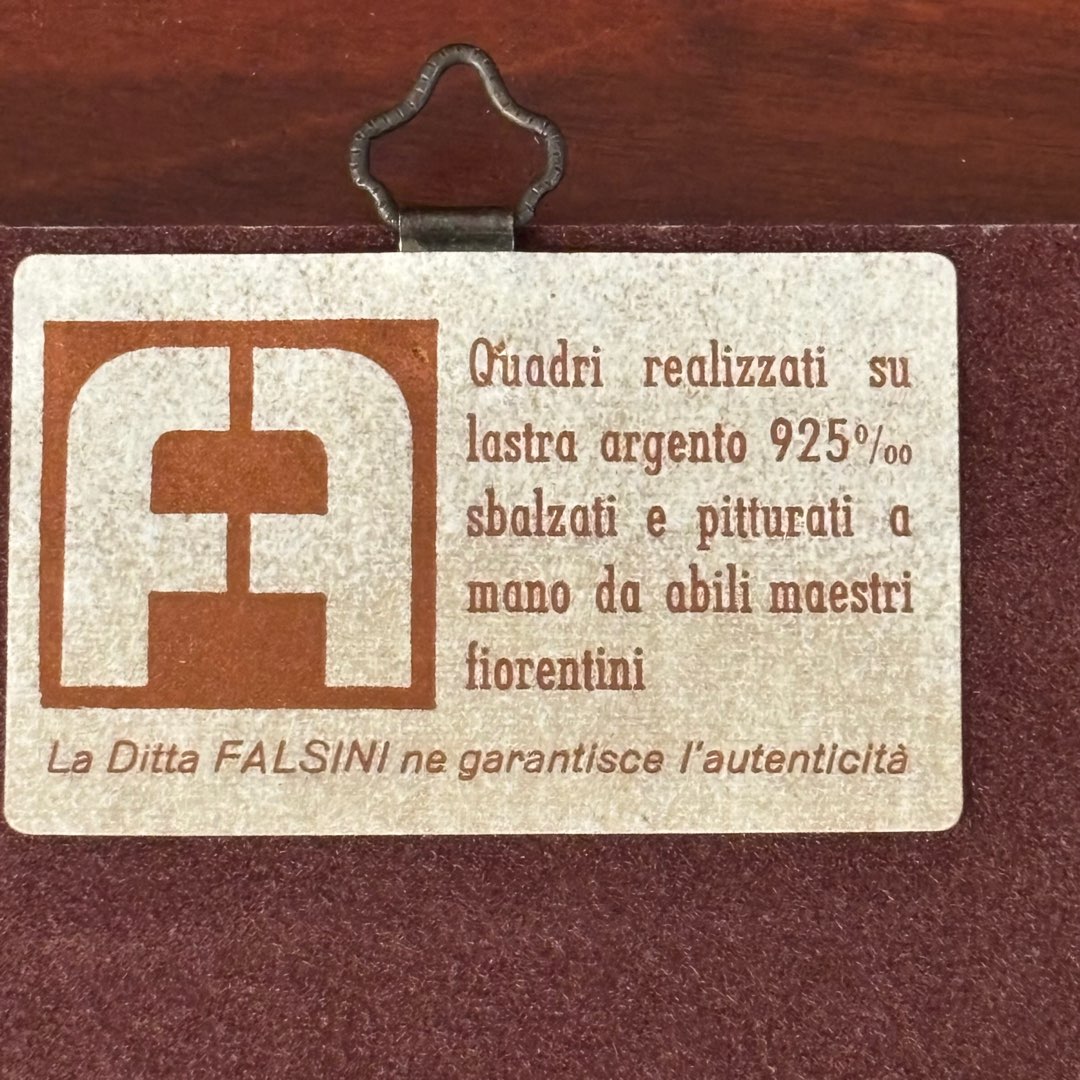 Quadri realizzati su
lastra argento 925‰
sbalzati e pitturati a
mano da abili maestri
fiorentini
La Ditta FALSINI ne garantisce l'autenticità